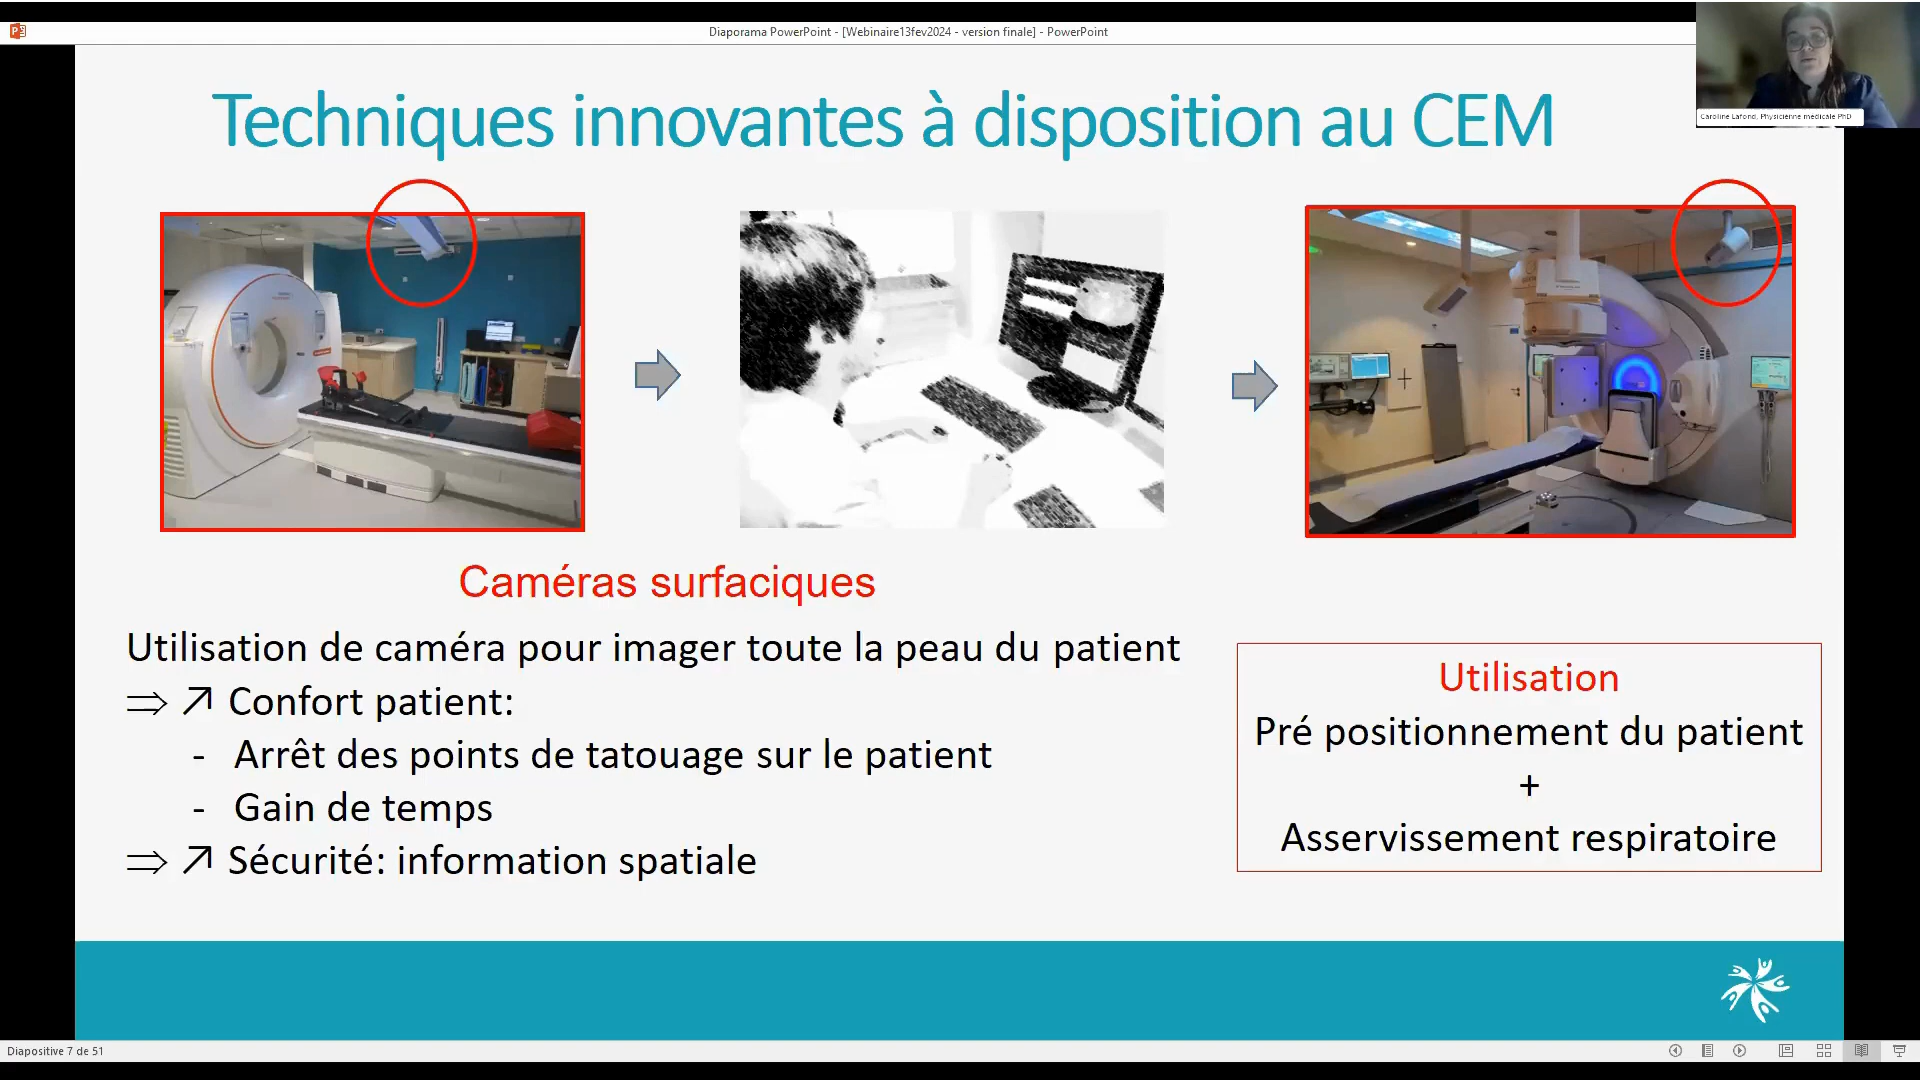 Diaporama PowerPoint - [Webinaire13fev2024 - version finale] - PowerPoint
Caroline Lafond, Physicienne médicale PhD
Techniques innovantes à disposition au CEM
Caméras surfaciques
Utilisation de caméra pour imager toute la peau du patient
⇒ ↗ Confort patient:
- Arrêt des points de tatouage sur le patient
- Gain de temps
⇒ ↗ Sécurité: information spatiale
Utilisation
Pré positionnement du patient
+
Asservissement respiratoire
Diapositive 7 de 51